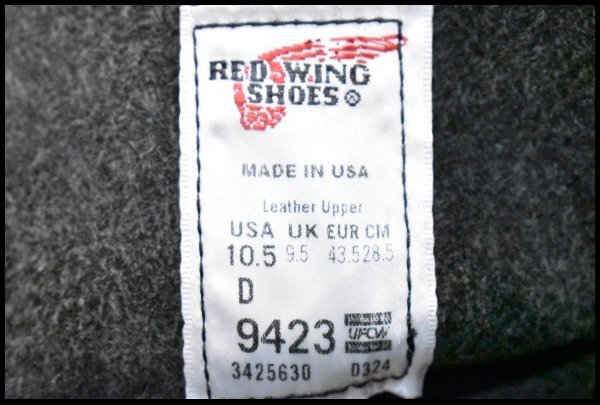 RED WING
SHOES®
MADE IN USA
Leather Upper
USA UK EUR CM
10.5 9.5 43.5 28.5
D
9423 UFCW
3425630 0324